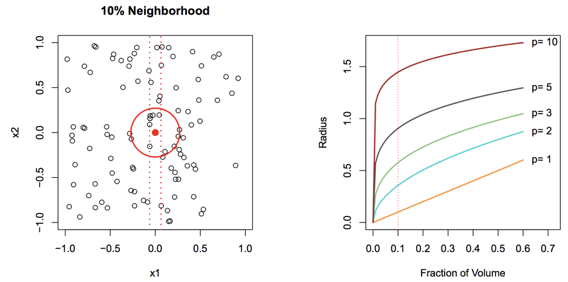 10% Neighborhood
x2
1.0
0.5
0.0
−0.5
−1.0
−1.0 −0.5 0.0 0.5 1.0
x1
Radius
1.5
1.0
0.5
0.0
p= 10
p= 5
p= 3
p= 2
p= 1
0.0 0.1 0.2 0.3 0.4 0.5 0.6 0.7
Fraction of Volume